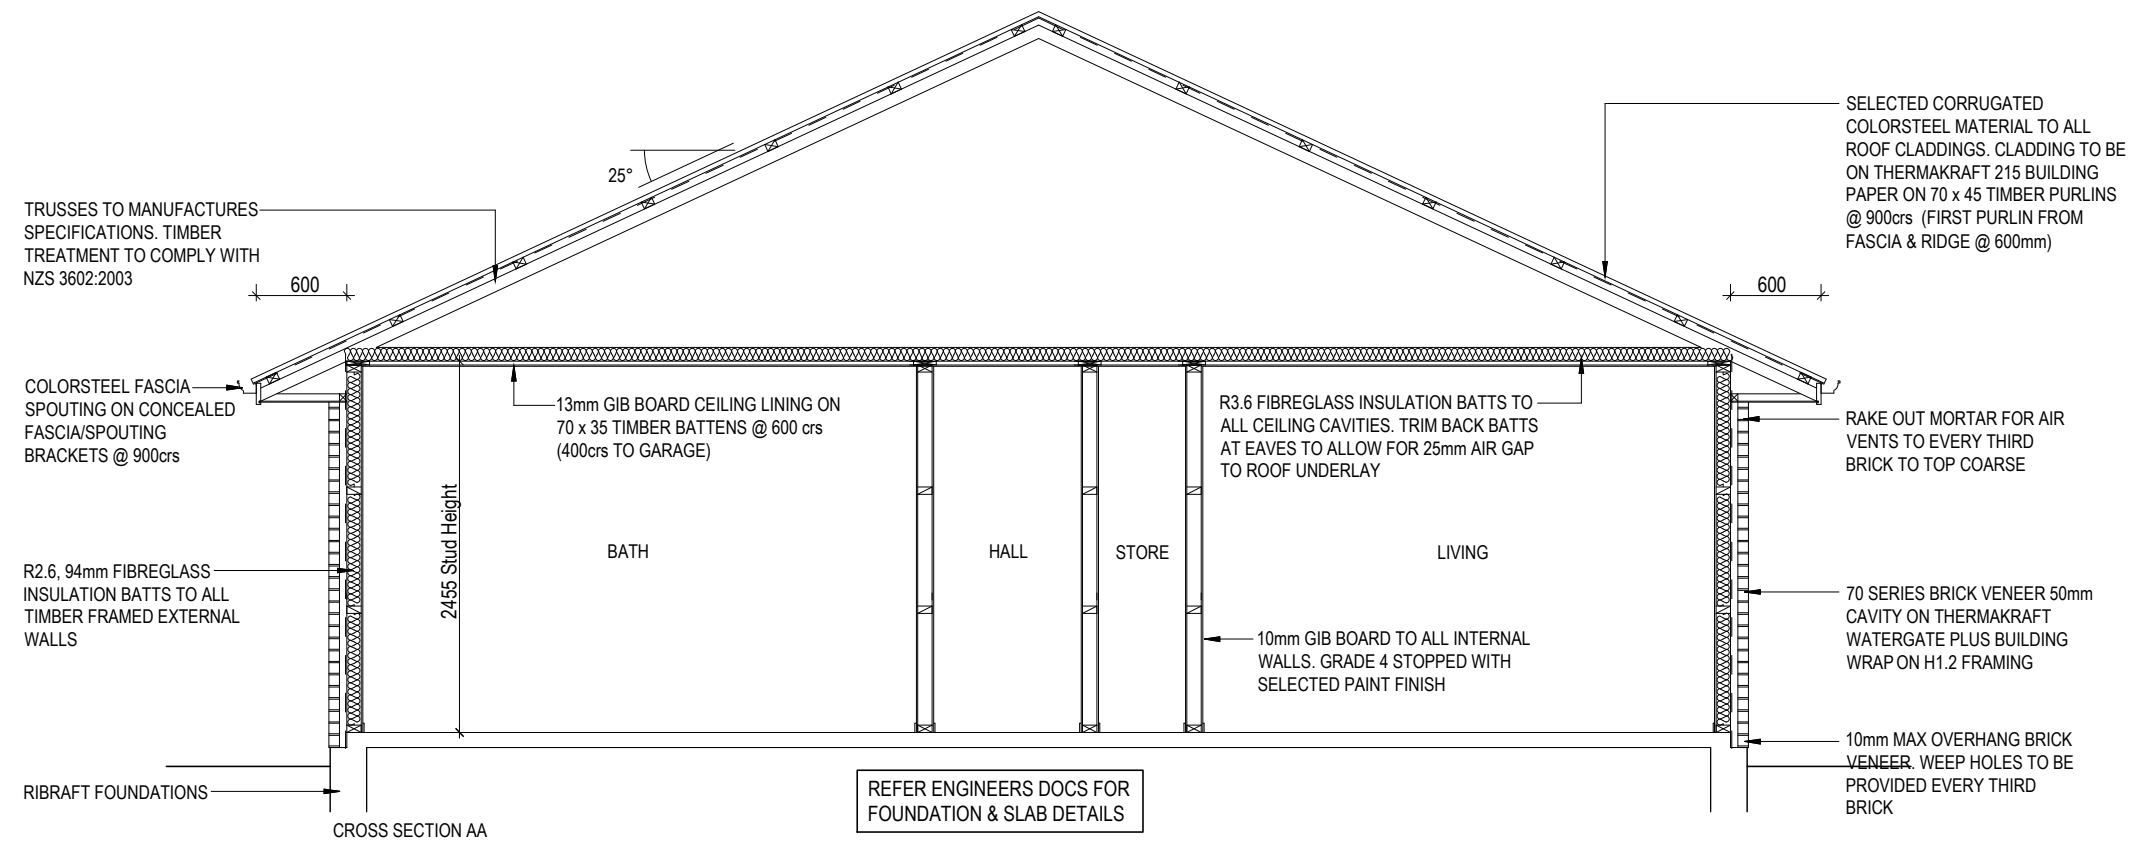 SELECTED CORRUGATED
COLORSTEEL MATERIAL TO ALL
ROOF CLADDINGS. CLADDING TO BE
ON THERMAKRAFT 215 BUILDING
PAPER ON 70 x 45 TIMBER PURLINS
@ 900crs (FIRST PURLIN FROM
FASCIA & RIDGE @ 600mm)
25°
TRUSSES TO MANUFACTURES
SPECIFICATIONS. TIMBER
TREATMENT TO COMPLY WITH
NZS 3602:2003
600
600
COLORSTEEL FASCIA
SPOUTING ON CONCEALED
FASCIA/SPOUTING
BRACKETS @ 900crs
13mm GIB BOARD CEILING LINING ON
70 x 35 TIMBER BATTENS @ 600 crs
(400crs TO GARAGE)
R3.6 FIBREGLASS INSULATION BATTS TO
ALL CEILING CAVITIES. TRIM BACK BATTS
AT EAVES TO ALLOW FOR 25mm AIR GAP
TO ROOF UNDERLAY
RAKE OUT MORTAR FOR AIR
VENTS TO EVERY THIRD
BRICK TO TOP COARSE
2455 Stud Height
BATH
HALL
STORE
LIVING
R2.6, 94mm FIBREGLASS
INSULATION BATTS TO ALL
TIMBER FRAMED EXTERNAL
WALLS
70 SERIES BRICK VENEER 50mm
CAVITY ON THERMAKRAFT
WATERGATE PLUS BUILDING
WRAP ON H1.2 FRAMING
10mm GIB BOARD TO ALL INTERNAL
WALLS. GRADE 4 STOPPED WITH
SELECTED PAINT FINISH
10mm MAX OVERHANG BRICK
VENEER. WEEP HOLES TO BE
PROVIDED EVERY THIRD
BRICK
RIBRAFT FOUNDATIONS
REFER ENGINEERS DOCS FOR
FOUNDATION & SLAB DETAILS
CROSS SECTION AA